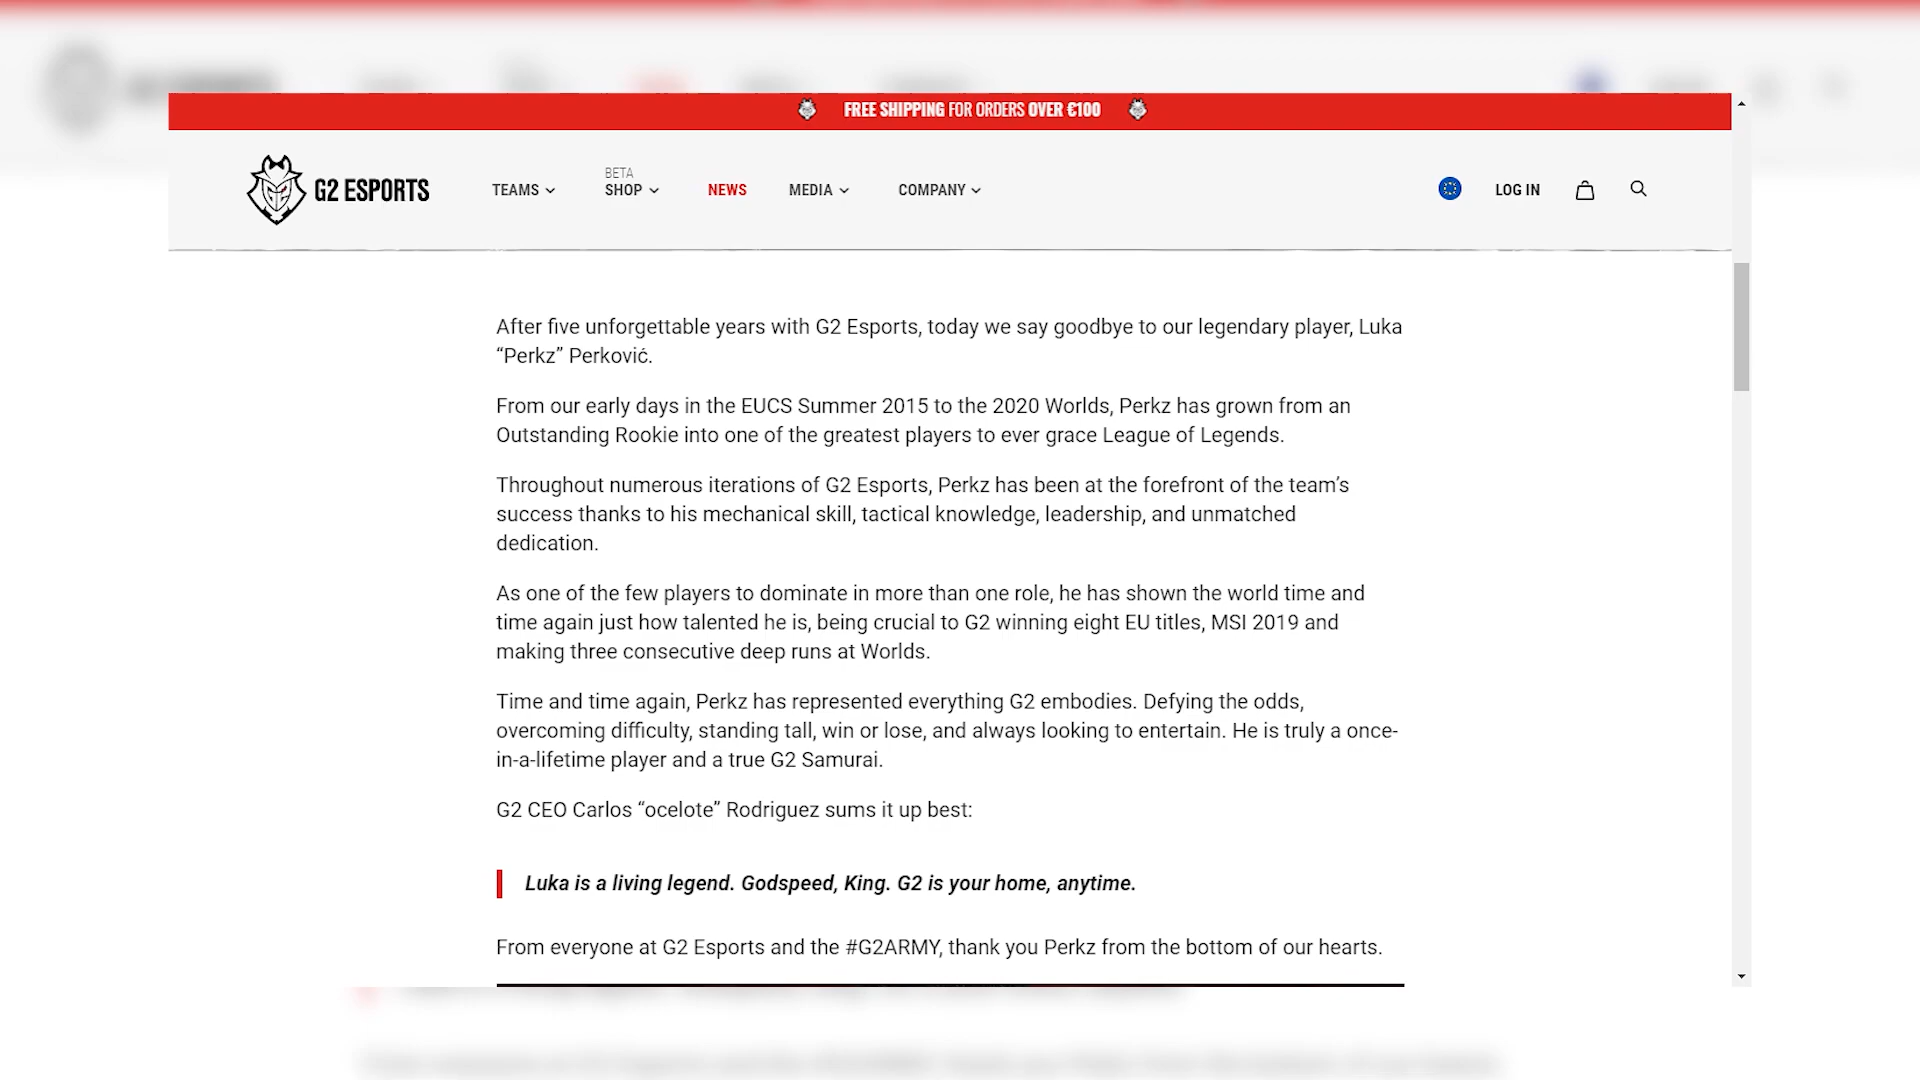 FREE SHIPPING FOR ORDERS OVER €100
G2 ESPORTS
TEAMS
BETA
SHOP
NEWS
MEDIA
COMPANY
LOG IN
After five unforgettable years with G2 Esports, today we say goodbye to our legendary player, Luka
“Perkz” Perković.
From our early days in the EUCS Summer 2015 to the 2020 Worlds, Perkz has grown from an
Outstanding Rookie into one of the greatest players to ever grace League of Legends.
Throughout numerous iterations of G2 Esports, Perkz has been at the forefront of the team’s
success thanks to his mechanical skill, tactical knowledge, leadership, and unmatched
dedication.
As one of the few players to dominate in more than one role, he has shown the world time and
time again just how talented he is, being crucial to G2 winning eight EU titles, MSI 2019 and
making three consecutive deep runs at Worlds.
Time and time again, Perkz has represented everything G2 embodies. Defying the odds,
overcoming difficulty, standing tall, win or lose, and always looking to entertain. He is truly a once-
in-a-lifetime player and a true G2 Samurai.
G2 CEO Carlos “ocelote” Rodriguez sums it up best:
Luka is a living legend. Godspeed, King. G2 is your home, anytime.
From everyone at G2 Esports and the #G2ARMY, thank you Perkz from the bottom of our hearts.